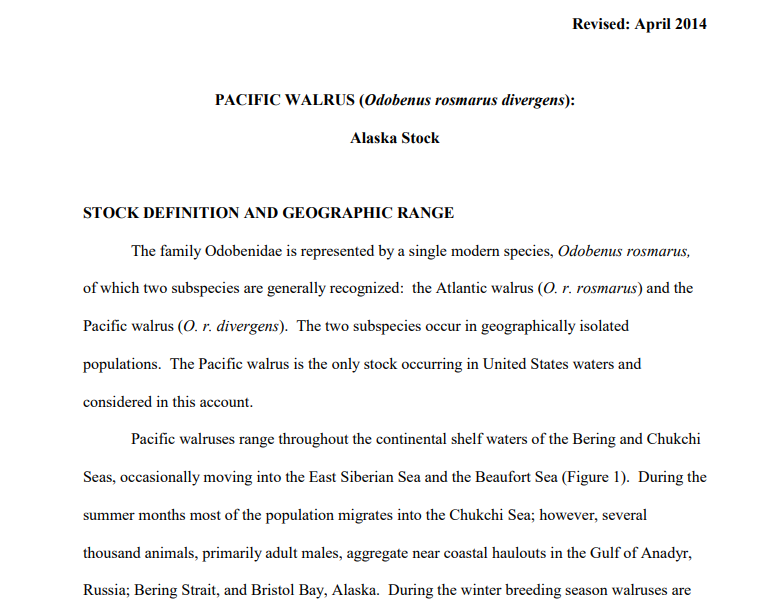 Revised: April 2014
PACIFIC WALRUS (Odobenus rosmarus divergens):
Alaska Stock
STOCK DEFINITION AND GEOGRAPHIC RANGE
The family Odobenidae is represented by a single modern species, Odobenus rosmarus,
of which two subspecies are generally recognized:  the Atlantic walrus (O. r. rosmarus) and the
Pacific walrus (O. r. divergens).  The two subspecies occur in geographically isolated
populations.  The Pacific walrus is the only stock occurring in United States waters and
considered in this account.
Pacific walruses range throughout the continental shelf waters of the Bering and Chukchi
Seas, occasionally moving into the East Siberian Sea and the Beaufort Sea (Figure 1).  During the
summer months most of the population migrates into the Chukchi Sea; however, several
thousand animals, primarily adult males, aggregate near coastal haulouts in the Gulf of Anadyr,
Russia; Bering Strait, and Bristol Bay, Alaska.  During the winter breeding season walruses are